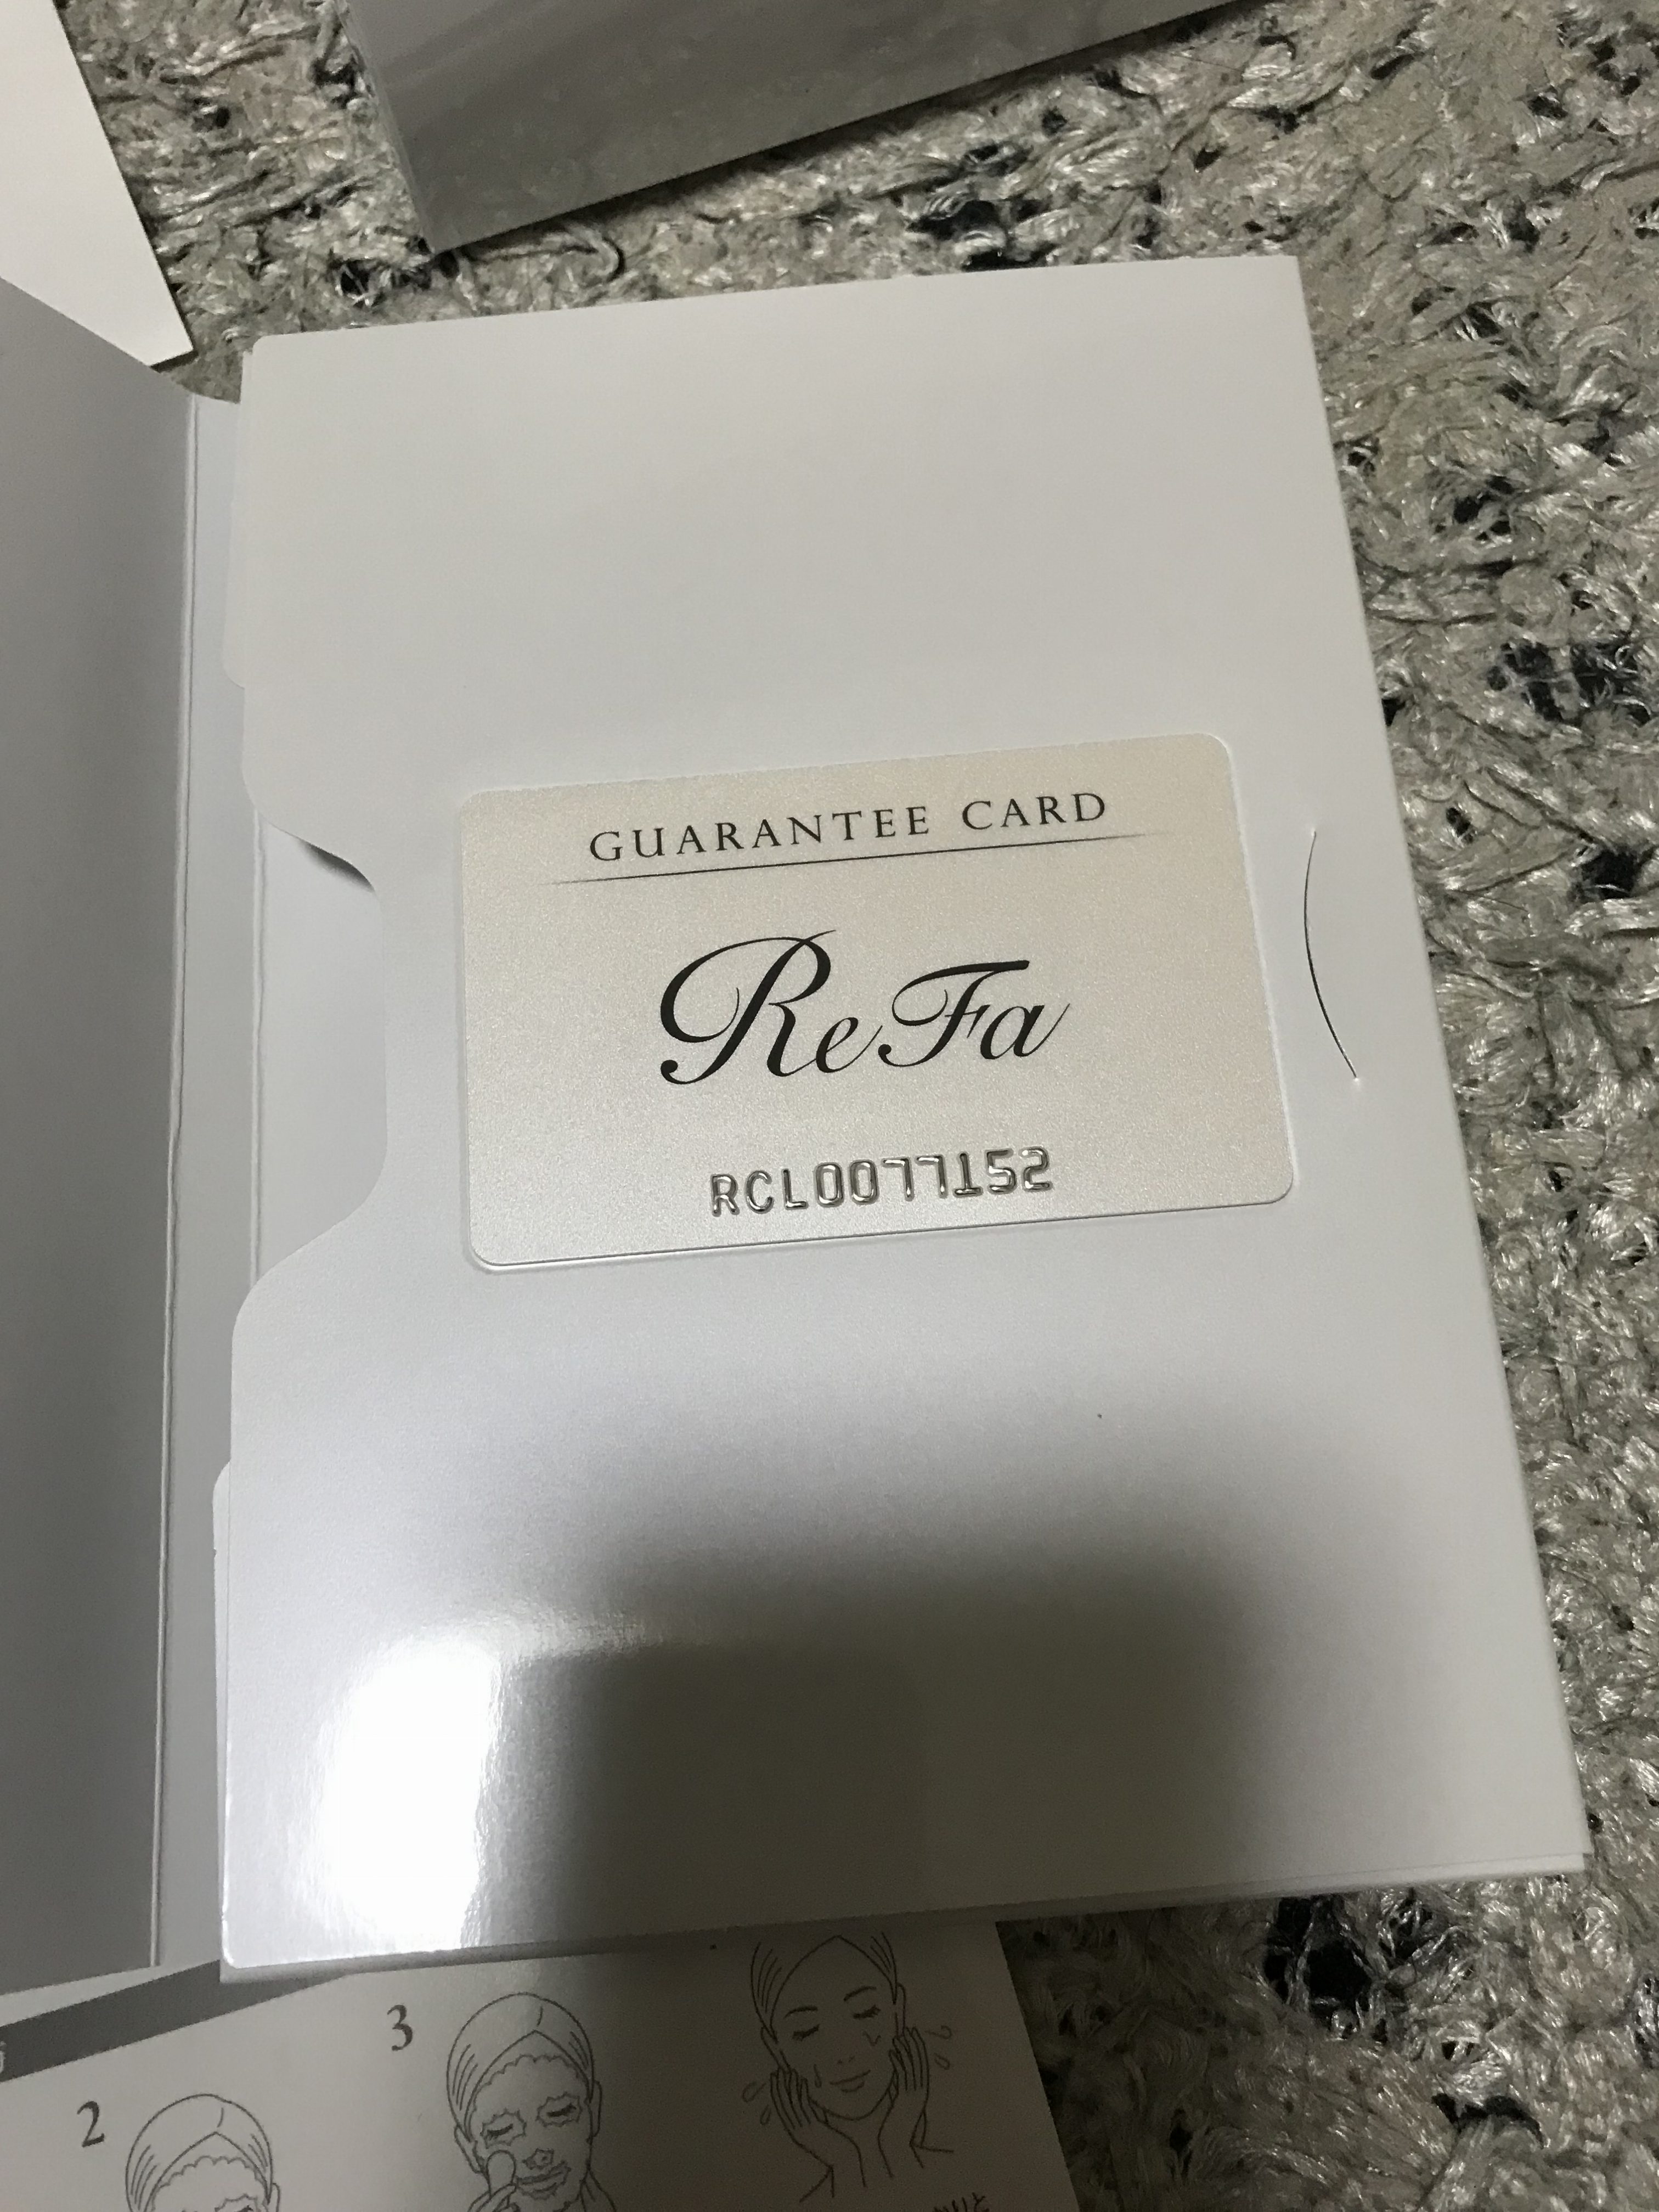 GUARANTEE CARD
ReFa
RCL0077152
3
2